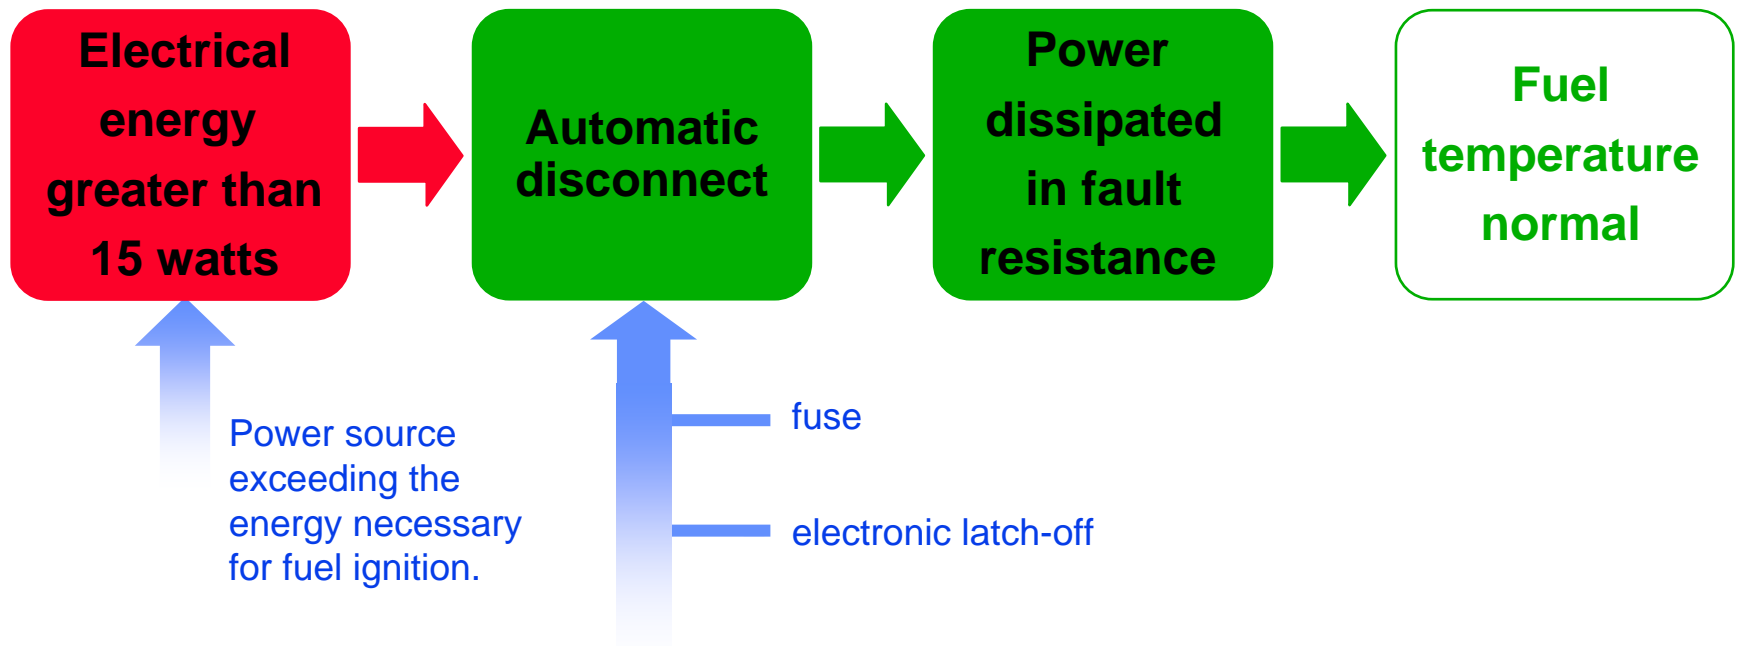 Electrical
energy
greater than
15 watts
Automatic
disconnect
Power
dissipated
in fault
resistance
Fuel
temperature
normal
Power source
exceeding the
energy necessary
for fuel ignition.
fuse
electronic latch-off